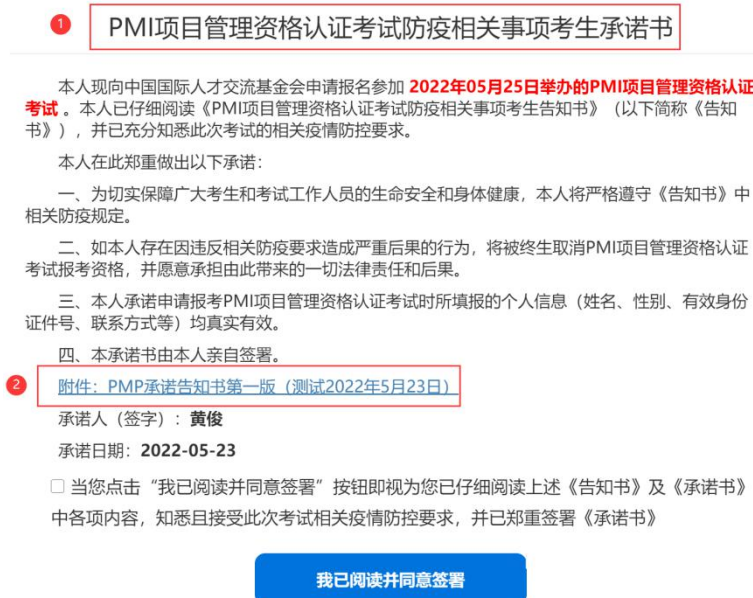 1 PMI项目管理资格认证考试防疫相关事项考生承诺书
本人现向中国国际人才交流基金会申请报名参加 2022年05月25日举办的PMI项目管理资格认证
考试 。本人已仔细阅读《PMI项目管理资格认证考试防疫相关事项考生告知书》（以下简称《告知
书》），并已充分知悉此次考试的相关疫情防控要求。
本人在此郑重做出以下承诺：
一、为切实保障广大考生和考试工作人员的生命安全和身体健康，本人将严格遵守《告知书》中
相关防疫规定。
二、如本人存在因违反相关防疫要求造成严重后果的行为，将被终生取消PMI项目管理资格认证
考试报考资格，并愿意承担由此带来的一切法律责任和后果。
三、本人承诺申请报考PMI项目管理资格认证考试时所填报的个人信息（姓名、性别、有效身份
证件号、联系方式等）均真实有效。
四、本承诺书由本人亲自签署。
2 附件：PMP承诺告知书第一版（测试2022年5月23日）
承诺人（签字）：黄俊
承诺日期：2022-05-23
当您点击“我已阅读并同意签署”按钮即视为您已仔细阅读上述《告知书》及《承诺书》
中各项内容，知悉且接受此次考试相关疫情防控要求，并已郑重签署《承诺书》
我已阅读并同意签署